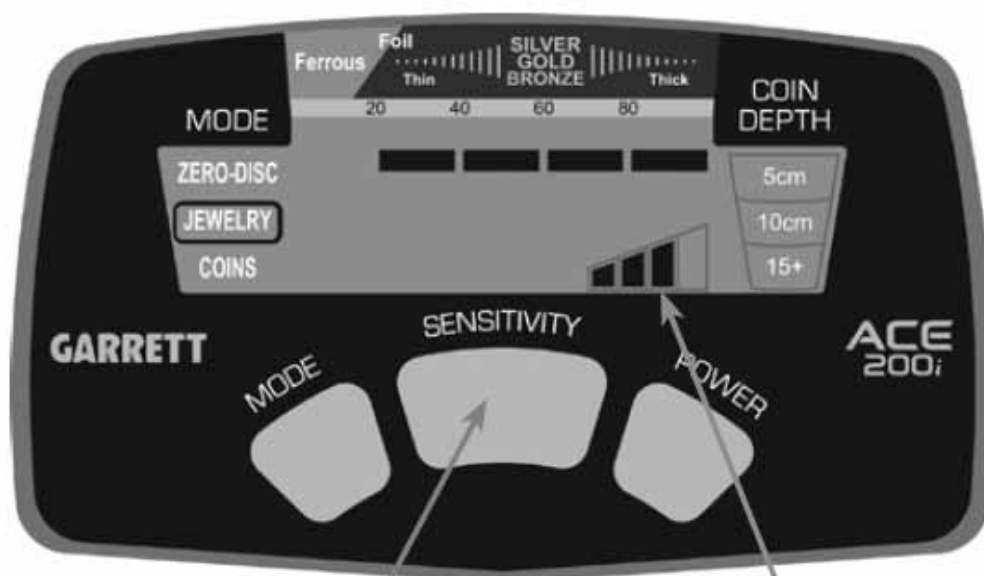 Ferrous
Foil
Thin
SILVER
GOLD
BRONZE
Thick
20 40 60 80
MODE
ZERO-DISC
JEWELRY
COINS
COIN
DEPTH
5cm
10cm
15+
GARRETT
MODE
SENSITIVITY
POWER
ACE
200i